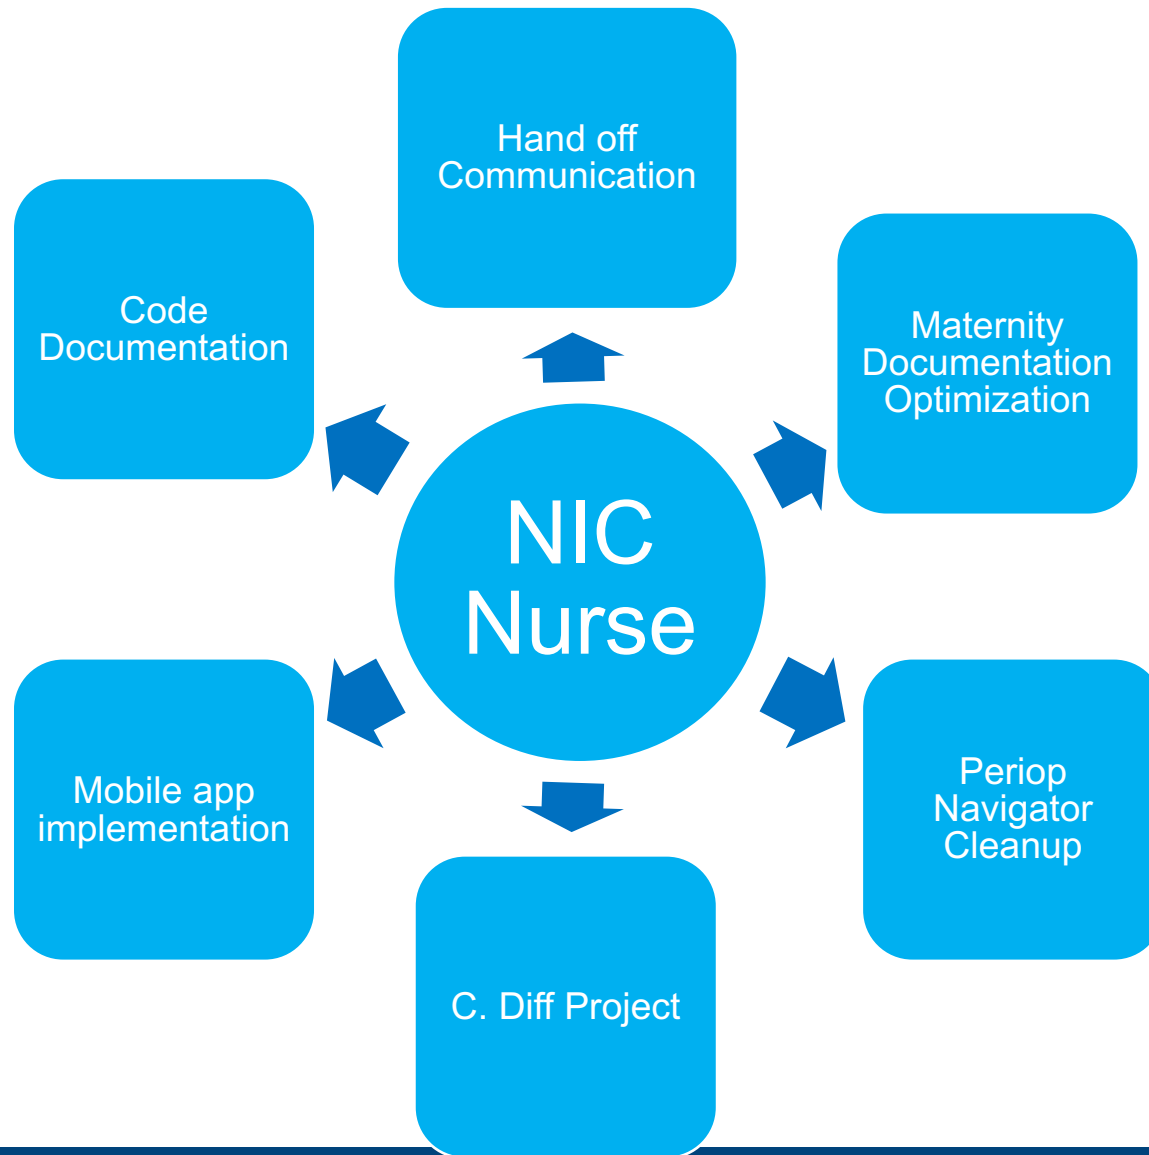 Hand off
Communication
Code
Documentation
Maternity
Documentation
Optimization
NIC
Nurse
Mobile app
implementation
Periop
Navigator
Cleanup
C. Diff Project